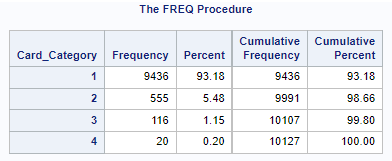 The FREQ Procedure
Card_Category Frequency Percent Cumulative Frequency Cumulative Percent
1 9436 93.18 9436 93.18
2 555 5.48 9991 98.66
3 116 1.15 10107 99.80
4 20 0.20 10127 100.00